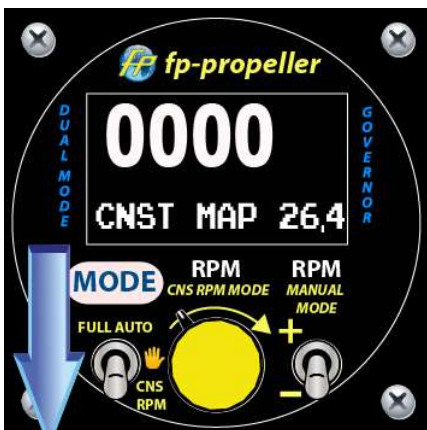 fp fp-propeller
DUAL MODE
GOVERNOR
0000
CNST MAP 26,4
MODE
RPM
CNS RPM MODE
RPM
MANUAL
MODE
FULL AUTO
CNS
RPM
+
−